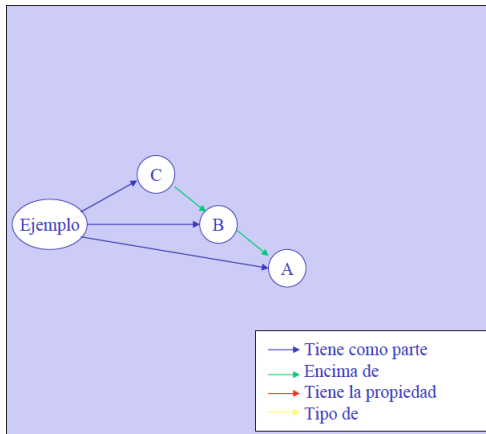 C
Ejemplo
B
A
Tiene como parte
Encima de
Tiene la propiedad
Tipo de